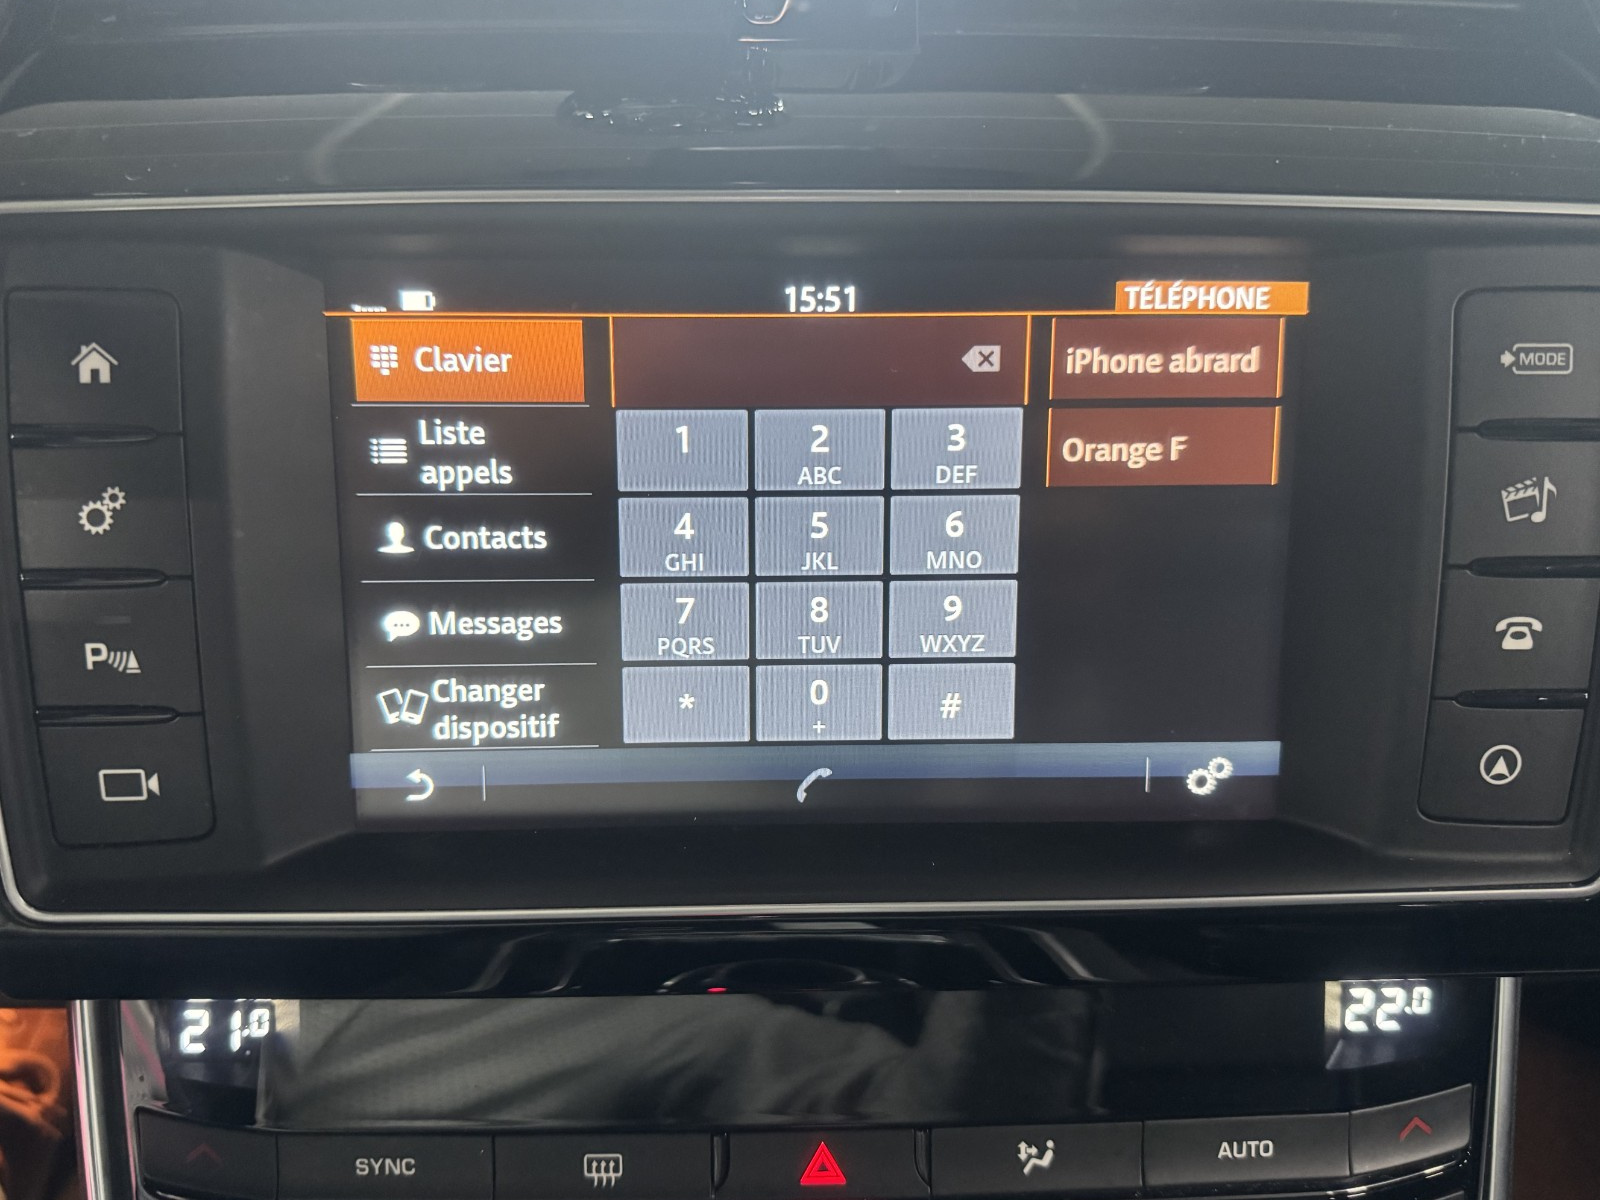 15:51
TÉLÉPHONE
Clavier
iPhone abrard
Liste
appels
Orange F
Contacts
Messages
Changer
dispositif
1
2
ABC
3
DEF
4
GHI
5
JKL
6
MNO
7
PQRS
8
TUV
9
WXYZ
*
0
+
#
MODE
P
21.0
22.0
SYNC
AUTO